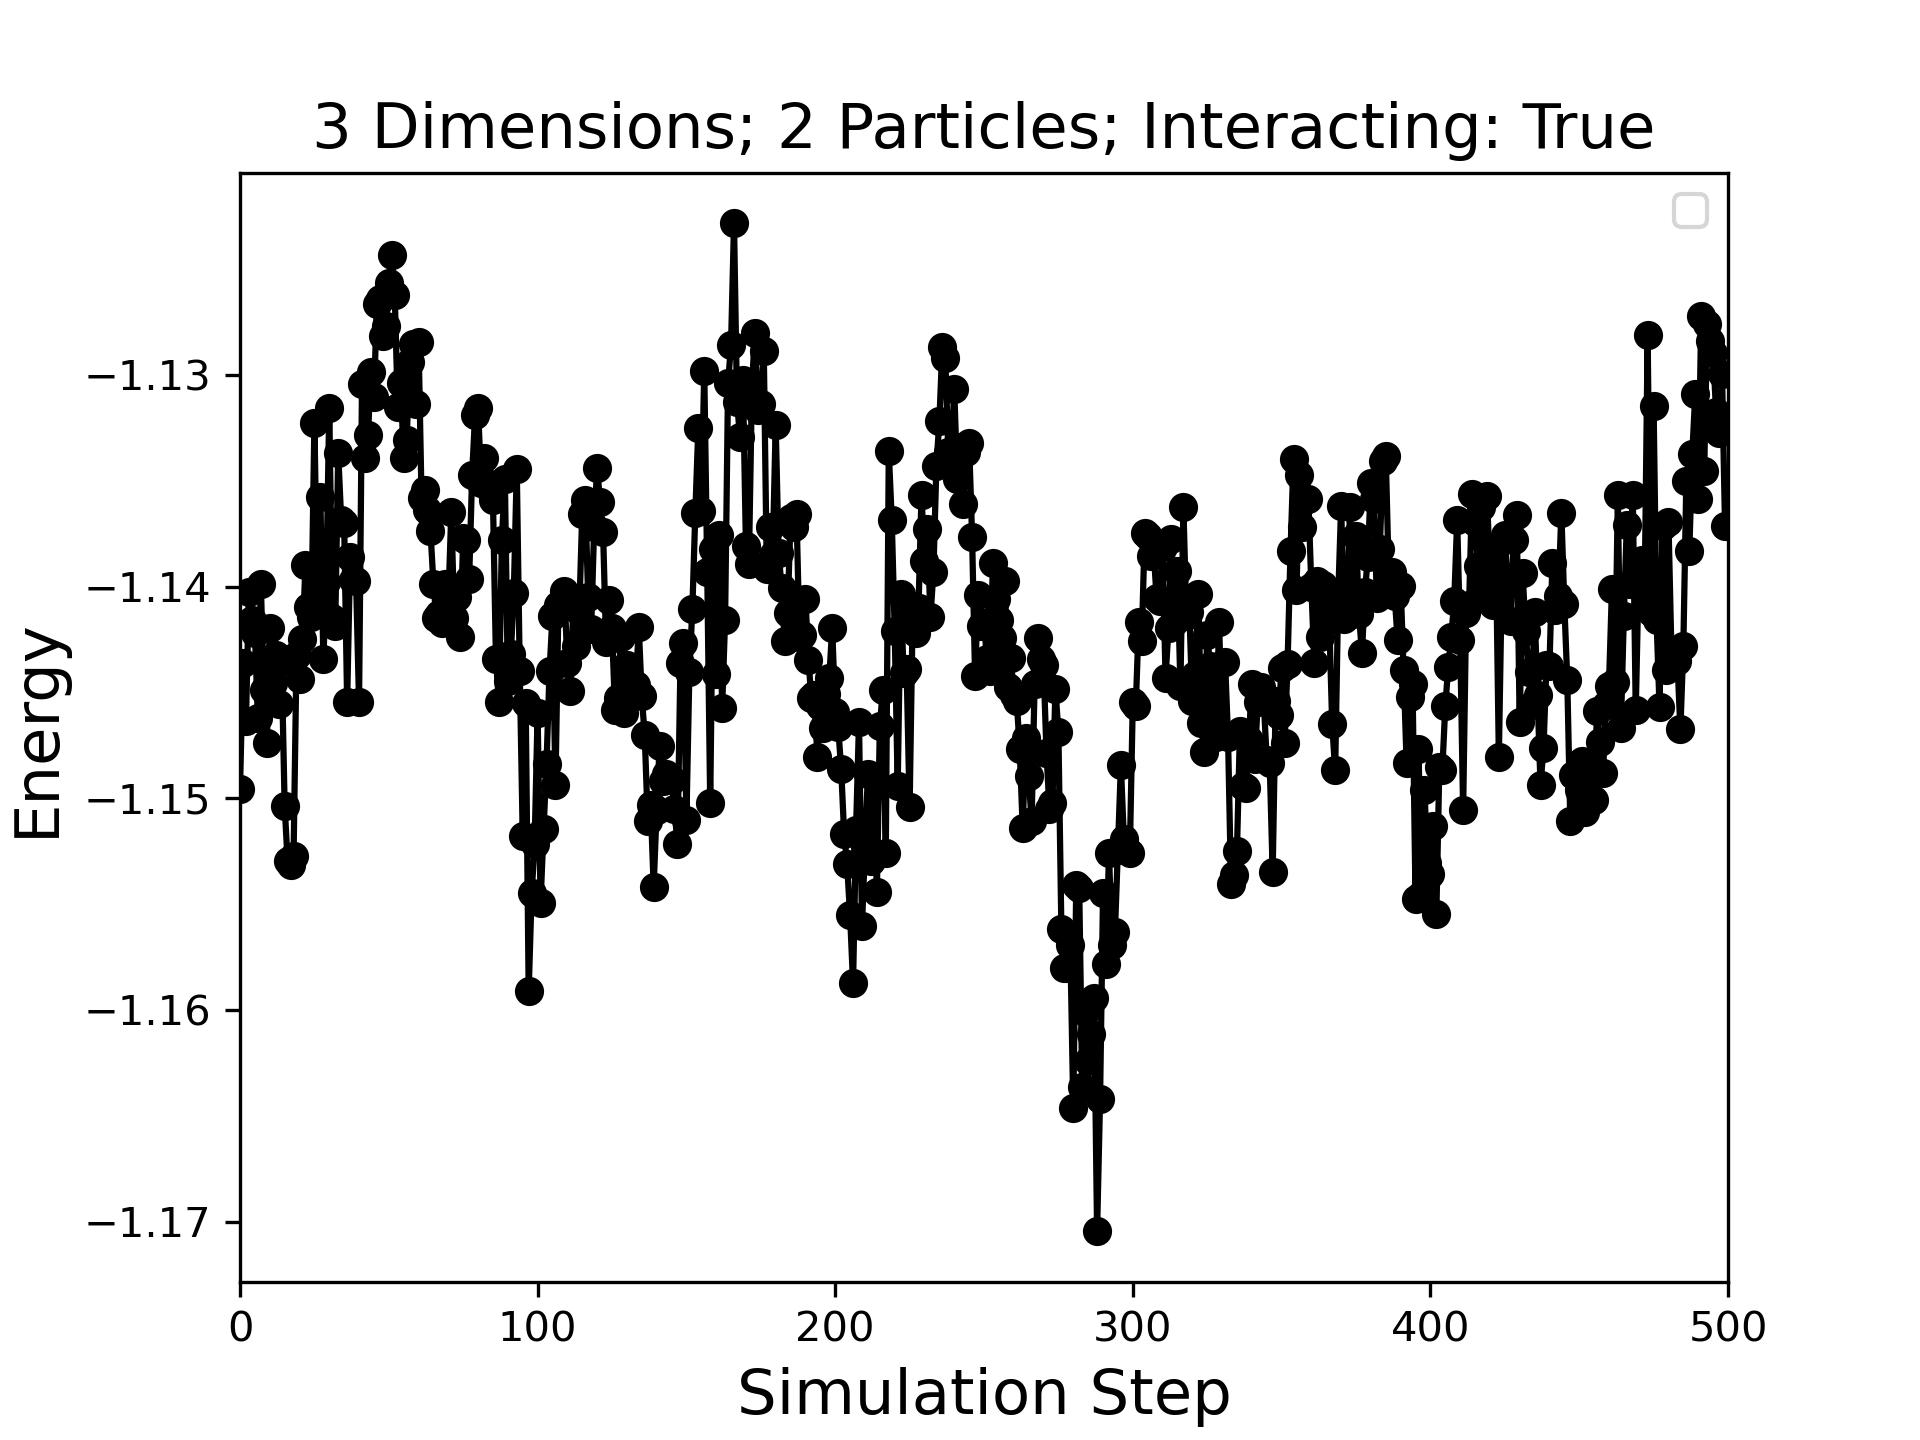 3 Dimensions; 2 Particles; Interacting: True
Energy
−1.13
−1.14
−1.15
−1.16
−1.17
0 100 200 300 400 500
Simulation Step